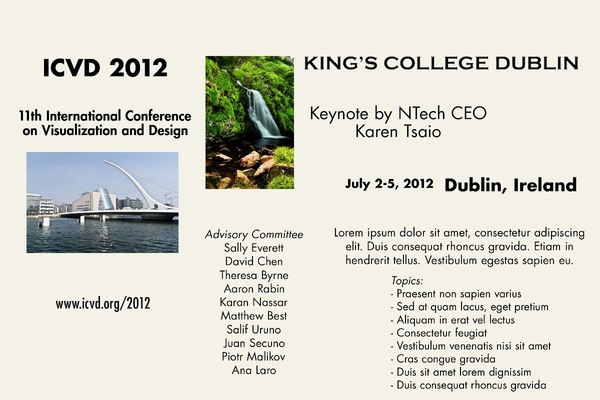 ICVD 2012
11th International Conference
on Visualization and Design
www.icvd.org/2012
Advisory Committee
Sally Everett
David Chen
Theresa Byrne
Aaron Rabin
Karan Nassar
Matthew Best
Salif Uruno
Juan Secuno
Piotr Malikov
Ana Laro
KING'S COLLEGE DUBLIN
Keynote by NTech CEO
Karen Tsaio
July 2-5, 2012 Dublin, Ireland
Lorem ipsum dolor sit amet, consectetur adipiscing
elit. Duis consequat rhoncus gravida. Etiam in
hendrerit tellus. Vestibulum egestas sapien eu.
Topics:
- Praesent non sapien varius
- Sed at quam lacus, eget pretium
- Aliquam in erat vel lectus
- Consectetur feugiat
- Vestibulum venenatis nisi sit amet
- Cras congue gravida
- Duis sit amet lorem dignissim
- Duis consequat rhoncus gravida